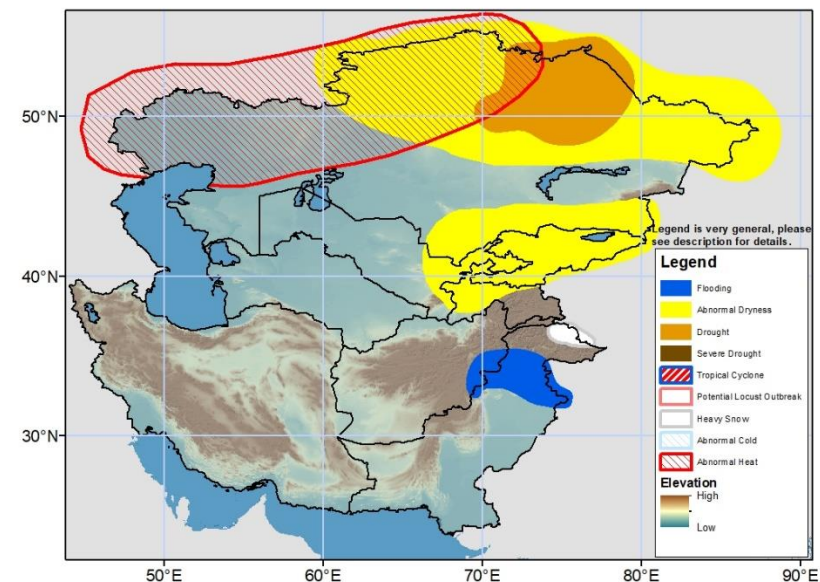 50°N
40°N
30°N
50°E
60°E
70°E
80°E
90°E
Legend is very general, please
see description for details.
Legend
Flooding
Abnormal Dryness
Drought
Severe Drought
Tropical Cyclone
Potential Locust Outbreak
Heavy Snow
Abnormal Cold
Abnormal Heat
Elevation
High
Low